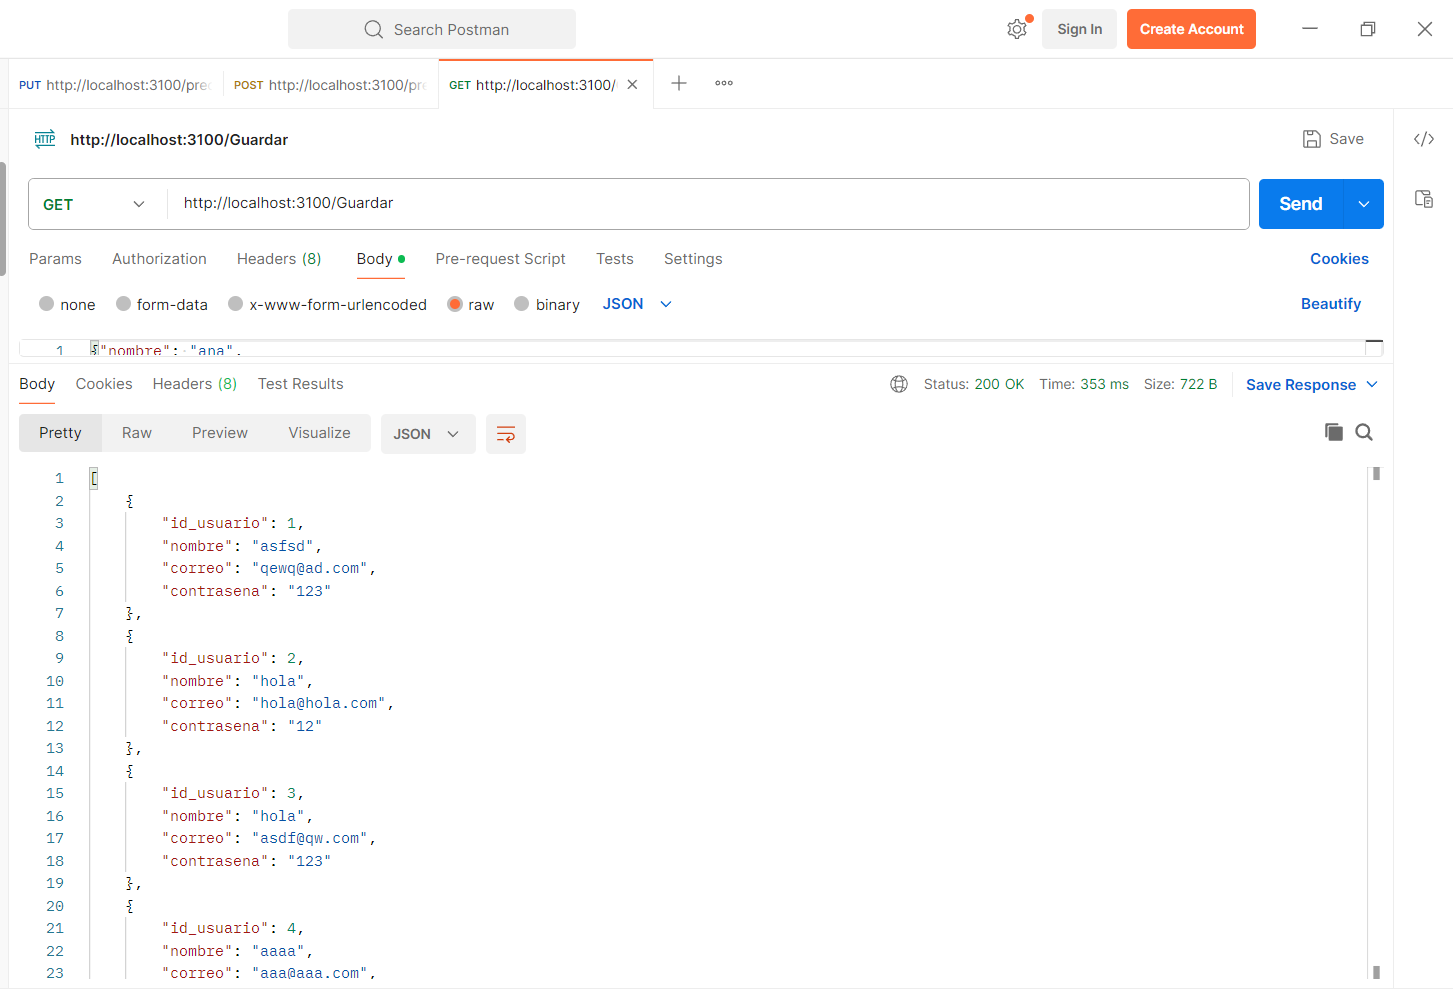 Search Postman
Sign In
Create Account
PUT http://localhost:3100/prec
POST http://localhost:3100/pre
GET http://localhost:3100/
HTTP http://localhost:3100/Guardar
Save
GET
http://localhost:3100/Guardar
Send
Params Authorization Headers (8) Body Pre-request Script Tests Settings Cookies
none form-data x-www-form-urlencoded raw binary JSON Beautify
1 {"nombre": "ana",
Body Cookies Headers (8) Test Results Status: 200 OK Time: 353 ms Size: 722 B Save Response
Pretty Raw Preview Visualize JSON
1 [
2 {
3 "id_usuario": 1,
4 "nombre": "asfsd",
5 "correo": "qewq@ad.com",
6 "contrasena": "123"
7 },
8 {
9 "id_usuario": 2,
10 "nombre": "hola",
11 "correo": "hola@hola.com",
12 "contrasena": "12"
13 },
14 {
15 "id_usuario": 3,
16 "nombre": "hola",
17 "correo": "asdf@qw.com",
18 "contrasena": "123"
19 },
20 {
21 "id_usuario": 4,
22 "nombre": "aaaa",
23 "correo": "aaa@aaa.com",